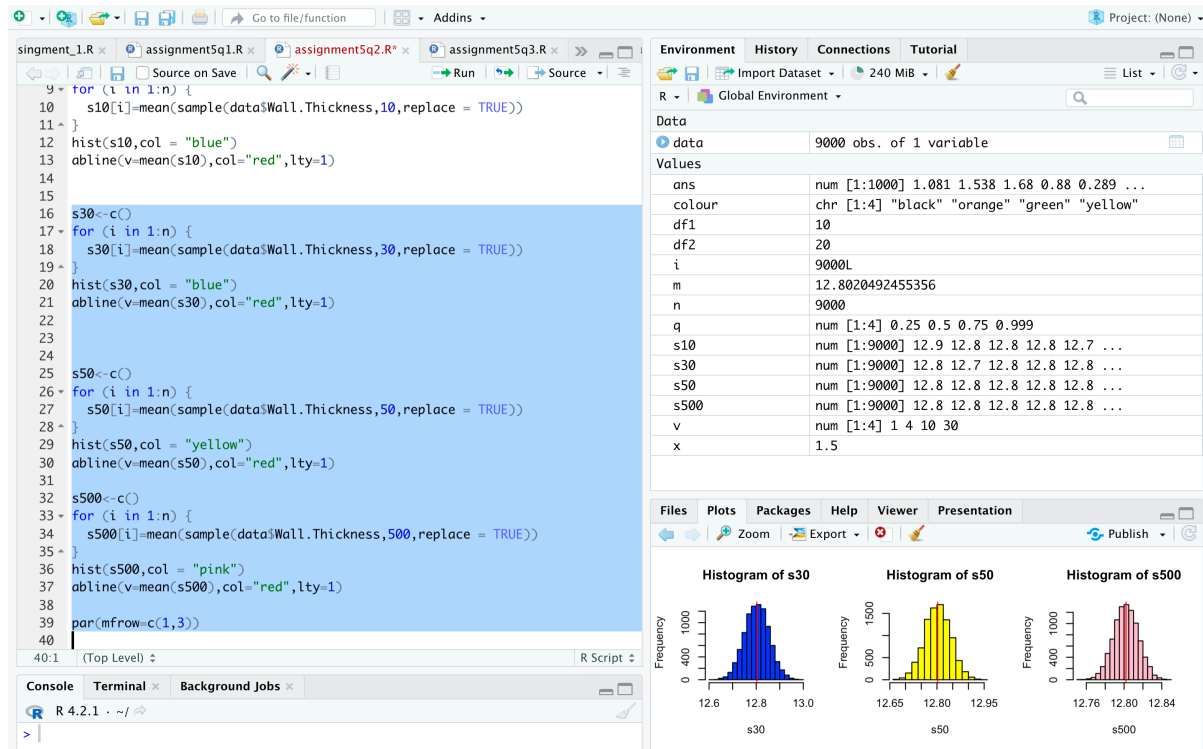 Go to file/function
Addins
Project: (None)
singment_1.R
assignment5q1.R
assignment5q2.R*
assignment5q3.R
Source on Save
Run
Source
9 for (i in 1:n) {
10 s10[i]=mean(sample(data$Wall.Thickness,10,replace = TRUE))
11 }
12 hist(s10,col = "blue")
13 abline(v=mean(s10),col="red",lty=1)
14
15
16 s30<-c()
17 for (i in 1:n) {
18 s30[i]=mean(sample(data$Wall.Thickness,30,replace = TRUE))
19 }
20 hist(s30,col = "blue")
21 abline(v=mean(s30),col="red",lty=1)
22
23
24
25 s50<-c()
26 for (i in 1:n) {
27 s50[i]=mean(sample(data$Wall.Thickness,50,replace = TRUE))
28 }
29 hist(s50,col = "yellow")
30 abline(v=mean(s50),col="red",lty=1)
31
32 s500<-c()
33 for (i in 1:n) {
34 s500[i]=mean(sample(data$Wall.Thickness,500,replace = TRUE))
35 }
36 hist(s500,col = "pink")
37 abline(v=mean(s500),col="red",lty=1)
38
39 par(mfrow=c(1,3))
40
40:1 (Top Level) R Script
Console Terminal Background Jobs
R 4.2.1 · ~/
>
Environment History Connections Tutorial
Import Dataset 240 MiB List
R Global Environment
Data
data 9000 obs. of 1 variable
Values
ans num [1:1000] 1.081 1.538 1.68 0.88 0.289 ...
colour chr [1:4] "black" "orange" "green" "yellow"
df1 10
df2 20
i 9000L
m 12.8020492455356
n 9000
q num [1:4] 0.25 0.5 0.75 0.999
s10 num [1:9000] 12.9 12.8 12.8 12.8 12.7 ...
s30 num [1:9000] 12.8 12.7 12.8 12.8 12.8 ...
s50 num [1:9000] 12.8 12.8 12.8 12.8 12.8 ...
s500 num [1:9000] 12.8 12.8 12.8 12.8 12.8 ...
v num [1:4] 1 4 10 30
x 1.5
Files Plots Packages Help Viewer Presentation
Zoom Export Publish
Histogram of s30
Frequency
0 400 1000
12.6 12.8 13.0
s30
Histogram of s50
Frequency
0 500 1500
12.65 12.80 12.95
s50
Histogram of s500
Frequency
0 400 1000
12.76 12.80 12.84
s500